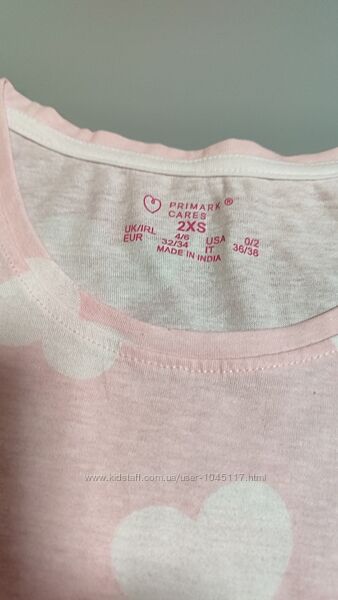 PRIMARK ®
CARES
2XS
UK/IRL 4/6 USA 0/2
EUR 32/34 IT 36/38
MADE IN INDIA
www.kidstaff.com.ua/user-1045117.html